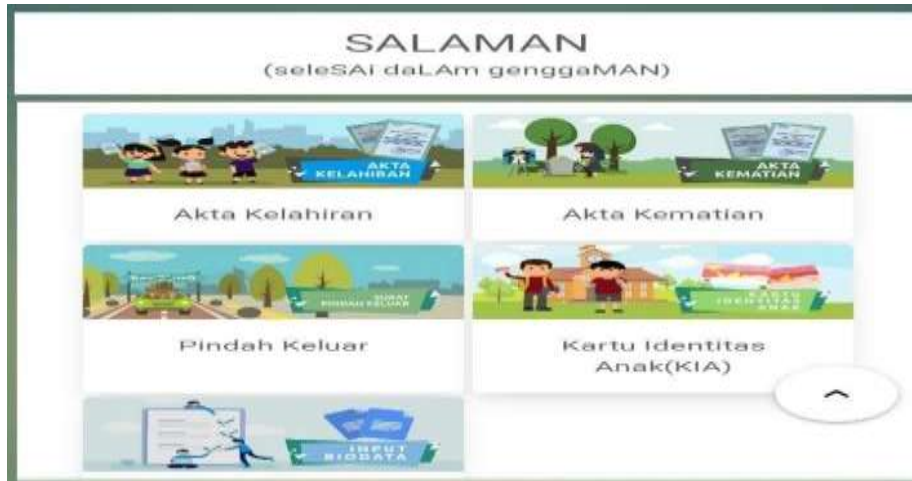 SALAMAN
(seleSAi daLAm genggaMAN)
AKTA
KELAHIRAN
AKTA
KEMATIAN
Akta Kelahiran
Akta Kematian
SURAT
PINDAH KELUAR
KARTU
IDENTITAS
ANAK
Pindah Keluar
Kartu Identitas
Anak(KIA)
INPUT
BIODATA